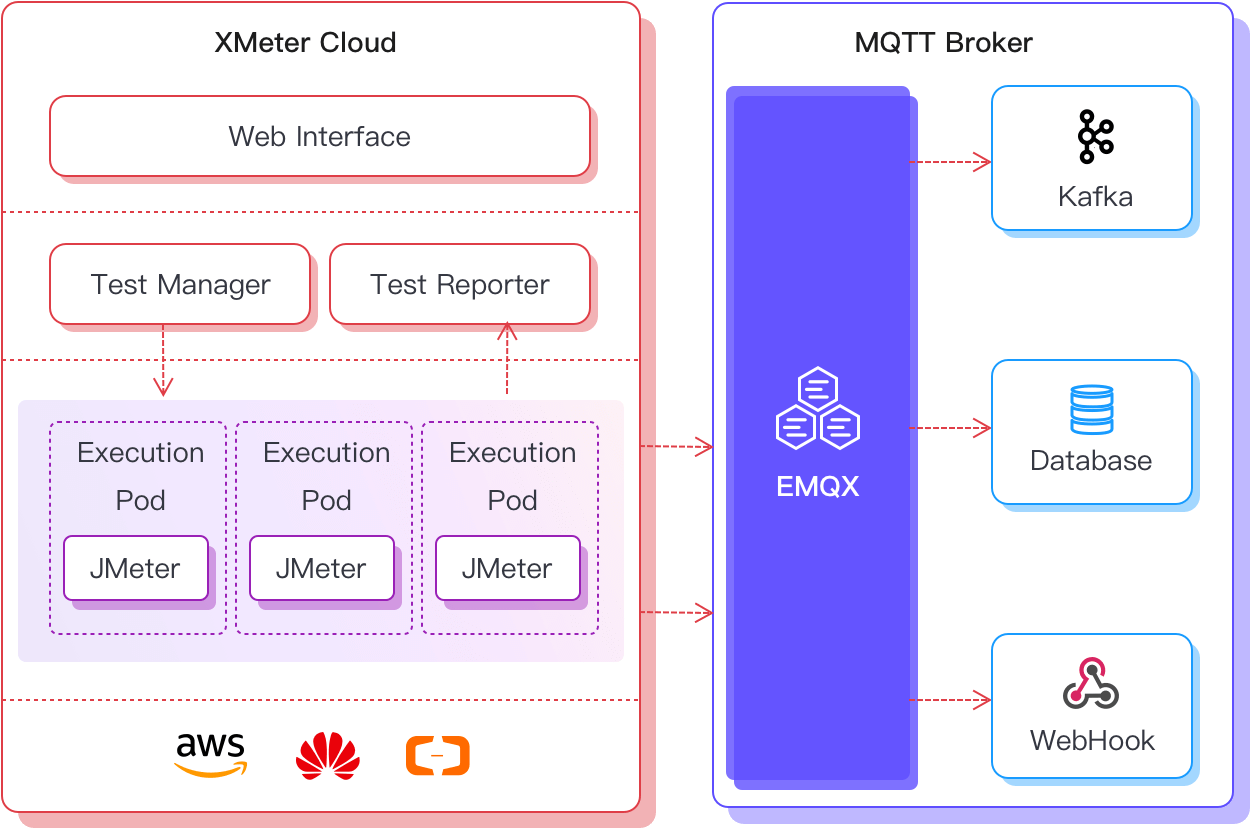 XMeter Cloud
Web Interface
Test Manager
Test Reporter
Execution
Pod
JMeter
Execution
Pod
JMeter
Execution
Pod
JMeter
aws
MQTT Broker
EMQX
Kafka
Database
WebHook